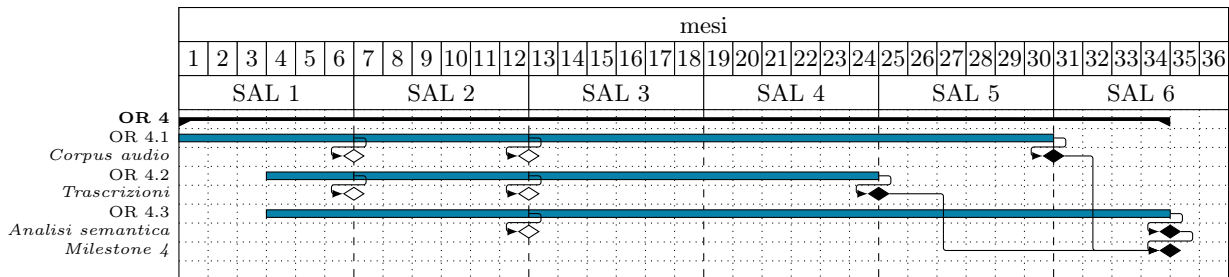 mesi
1 2 3 4 5 6 7 8 9 10 11 12 13 14 15 16 17 18 19 20 21 22 23 24 25 26 27 28 29 30 31 32 33 34 35 36
SAL 1 SAL 2 SAL 3 SAL 4 SAL 5 SAL 6
OR 4
OR 4.1
Corpus audio
OR 4.2
Trascrizioni
OR 4.3
Analisi semantica
Milestone 4